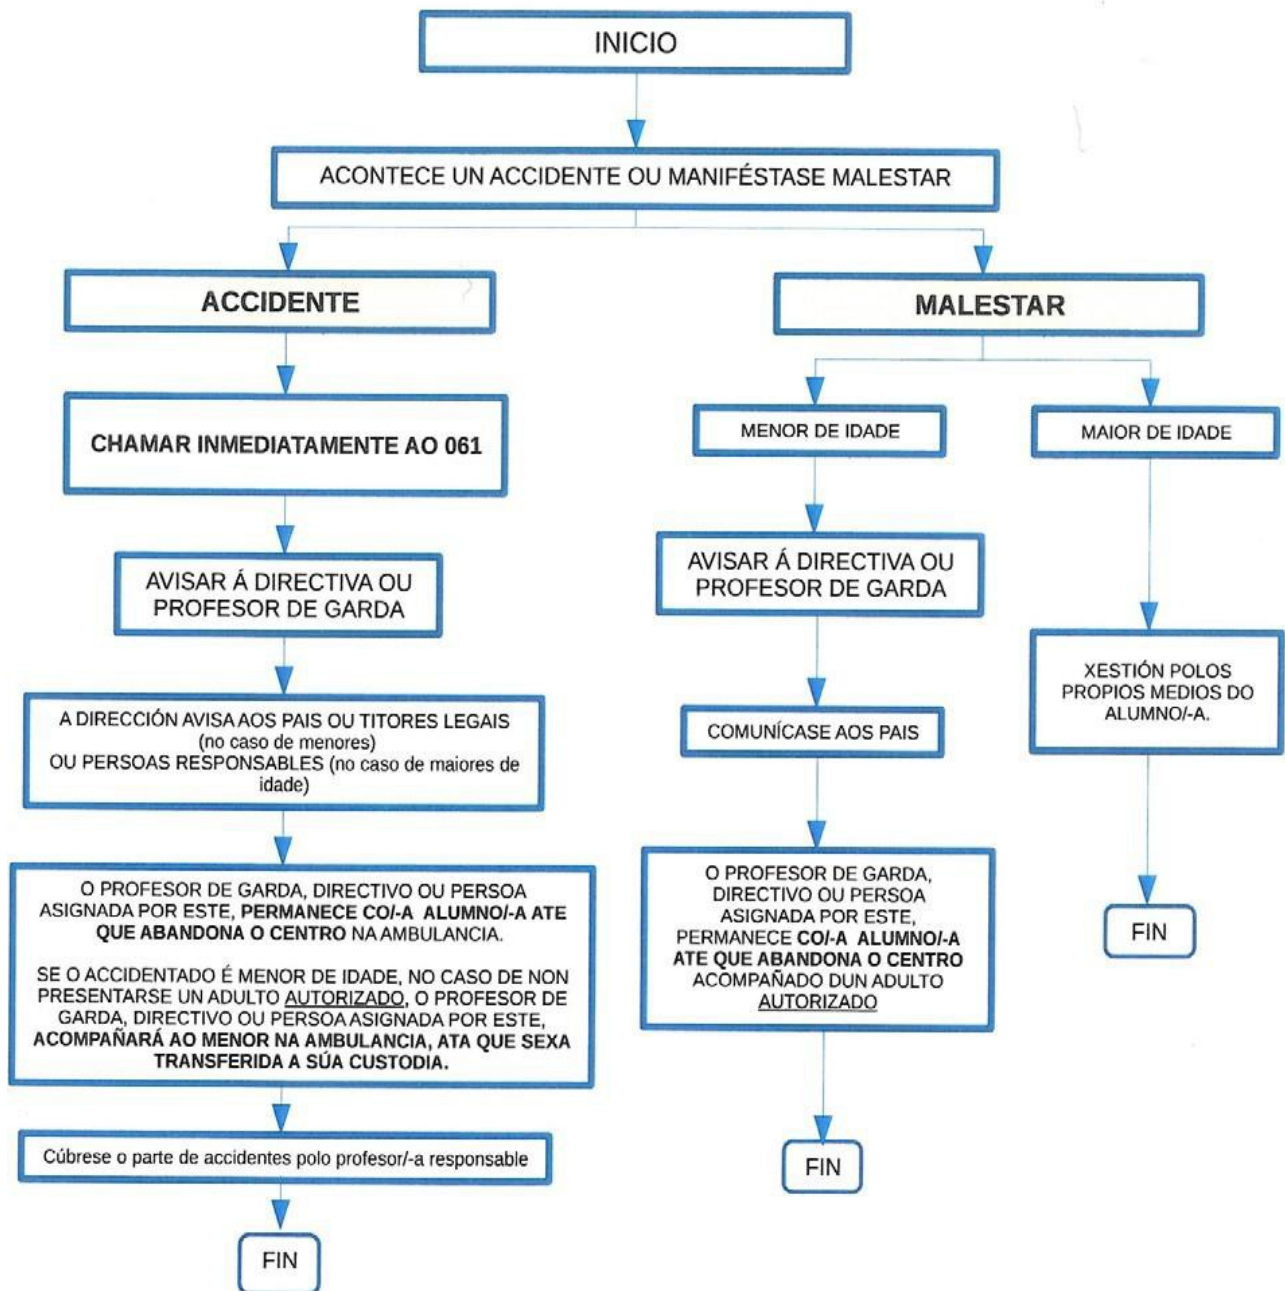 INICIO
ACONTECE UN ACCIDENTE OU MANIFÉSTASE MALESTAR
ACCIDENTE
CHAMAR INMEDIATAMENTE AO 061
AVISAR Á DIRECTIVA OU
PROFESOR DE GARDA
A DIRECCIÓN AVISA AOS PAIS OU TITORES LEGAIS
(no caso de menores)
OU PERSOAS RESPONSABLES (no caso de maiores de
idade)
O PROFESOR DE GARDA, DIRECTIVO OU PERSOA
ASIGNADA POR ESTE, PERMANECE CO/-A ALUMNO/-A ATE
QUE ABANDONA O CENTRO NA AMBULANCIA.
SE O ACCIDENTADO É MENOR DE IDADE, NO CASO DE NON
PRESENTARSE UN ADULTO AUTORIZADO, O PROFESOR DE
GARDA, DIRECTIVO OU PERSOA ASIGNADA POR ESTE,
ACOMPAÑARÁ AO MENOR NA AMBULANCIA, ATA QUE SEXA
TRANSFERIDA A SÚA CUSTODIA.
Cúbrese o parte de accidentes polo profesor/-a responsable
FIN
MALESTAR
MENOR DE IDADE
AVISAR Á DIRECTIVA OU
PROFESOR DE GARDA
COMUNÍCASE AOS PAIS
O PROFESOR DE GARDA,
DIRECTIVO OU PERSOA
ASIGNADA POR ESTE,
PERMANECE CO/-A ALUMNO/-A
ATE QUE ABANDONA O CENTRO
ACOMPAÑADO DUN ADULTO
AUTORIZADO
FIN
MAIOR DE IDADE
XESTIÓN POLOS
PROPIOS MEDIOS DO
ALUMNO/-A.
FIN